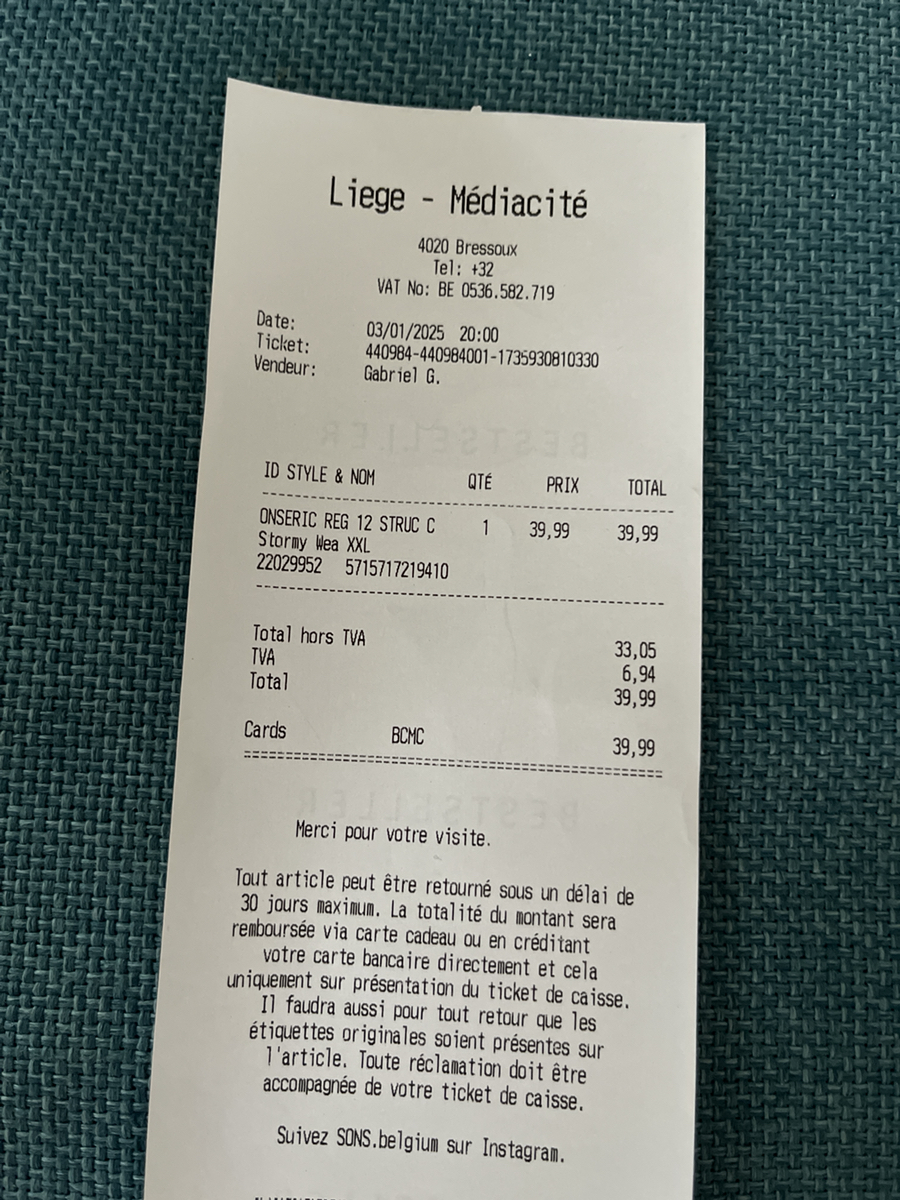 Liege - Médiacité
4020 Bressoux
Tel: +32
VAT No: BE 0536.582.719
Date: 03/01/2025 20:00
Ticket: 440984-440984001-1735930810330
Vendeur: Gabriel G.
BESTSELLER
ID STYLE & NOM QTÉ PRIX TOTAL
ONSERIC REG 12 STRUC C 1 39,99 39,99
Stormy Wea XXL
22029952 5715717219410
Total hors TVA 33,05
TVA 6,94
Total 39,99
Cards BCMC 39,99
BESTSELLER
Merci pour votre visite.
Tout article peut être retourné sous un délai de
30 jours maximum. La totalité du montant sera
remboursée via carte cadeau ou en créditant
votre carte bancaire directement et cela
uniquement sur présentation du ticket de caisse.
Il faudra aussi pour tout retour que les
étiquettes originales soient présentes sur
l'article. Toute réclamation doit être
accompagnée de votre ticket de caisse.
Suivez SONS.belgium sur Instagram.